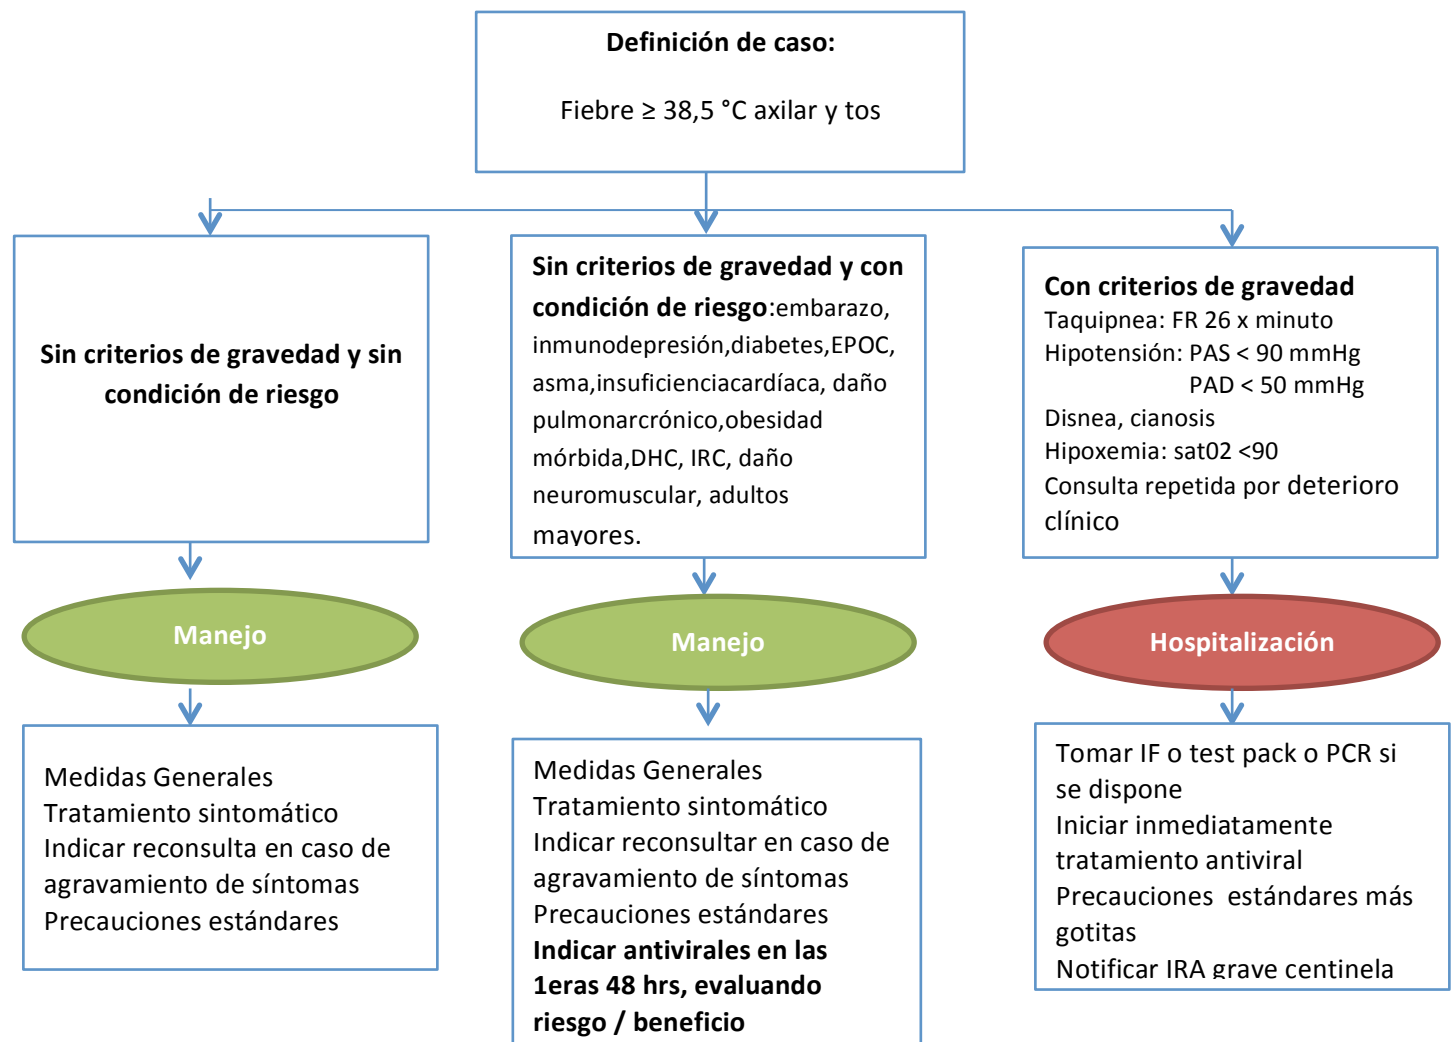 Definición de caso:
Fiebre ≥ 38,5 °C axilar y tos
Sin criterios de gravedad y sin
condición de riesgo
Sin criterios de gravedad y con
condición de riesgo:embarazo,
inmunodepresión,diabetes,EPOC,
asma,insuficienciacardíaca, daño
pulmonarcrónico,obesidad
mórbida,DHC, IRC, daño
neuromuscular, adultos
mayores.
Con criterios de gravedad
Taquipnea: FR 26 x minuto
Hipotensión: PAS < 90 mmHg
PAD < 50 mmHg
Disnea, cianosis
Hipoxemia: sat02 <90
Consulta repetida por deterioro
clínico
Manejo
Manejo
Hospitalización
Medidas Generales
Tratamiento sintomático
Indicar reconsulta en caso de
agravamiento de síntomas
Precauciones estándares
Medidas Generales
Tratamiento sintomático
Indicar reconsultar en caso de
agravamiento de síntomas
Precauciones estándares
Indicar antivirales en las
1eras 48 hrs, evaluando
riesgo / beneficio
Tomar IF o test pack o PCR si
se dispone
Iniciar inmediatamente
tratamiento antiviral
Precauciones estándares más
gotitas
Notificar IRA grave centinela